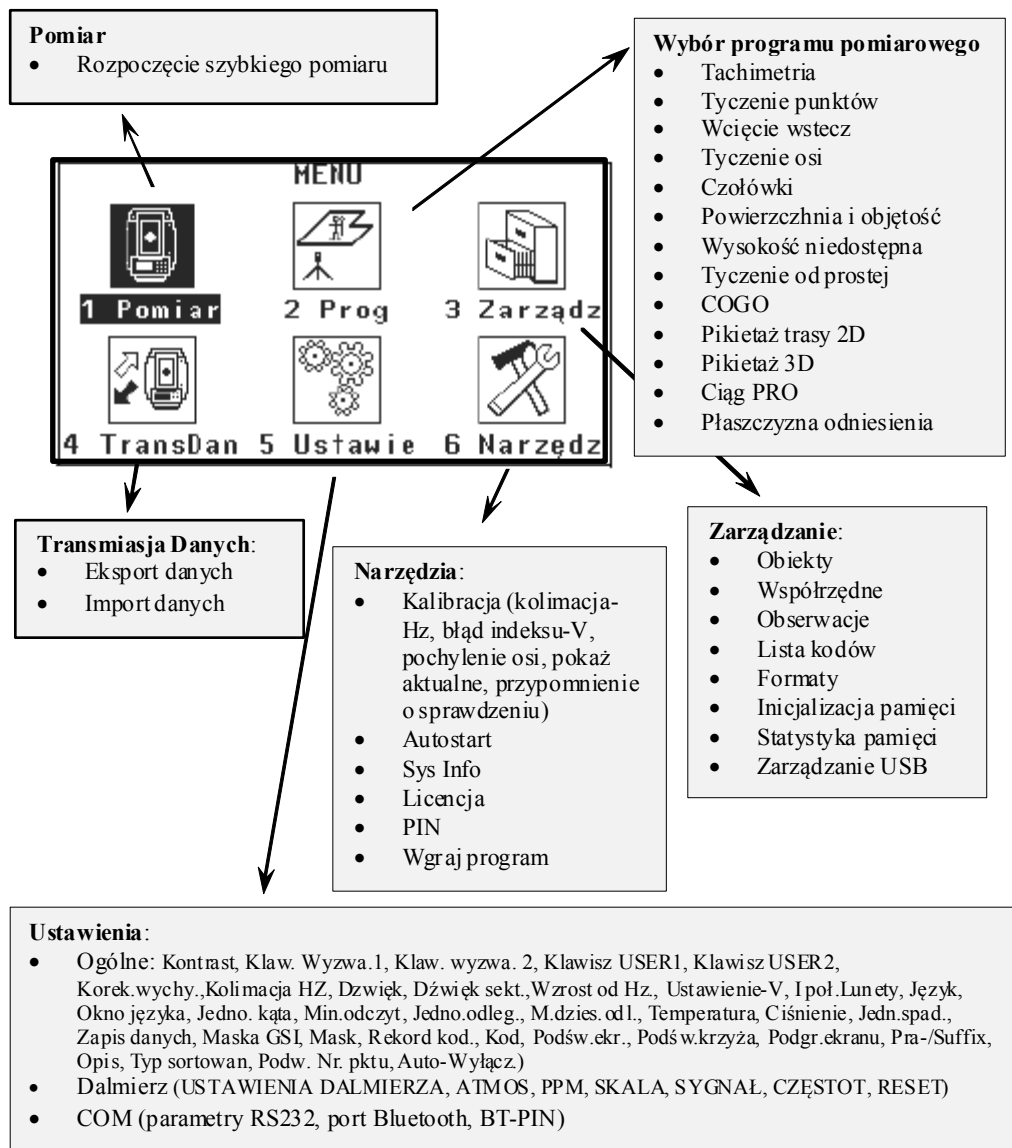 Pomiar
• Rozpoczęcie szybkiego pomiaru
Wybór programu pomiarowego
• Tachimetria
• Tyczenie punktów
• Wcięcie wstecz
• Tyczenie osi
• Czołówki
• Powierzczhnia i objętość
• Wysokość niedostępna
• Tyczenie od prostej
• COGO
• Pikietaż trasy 2D
• Pikietaż 3D
• Ciąg PRO
• Płaszczyzna odniesienia
MENU
1 Pomiar 2 Prog 3 Zarządz
4 TransDan 5 Ustawie 6 Narzędz
Transmiasja Danych:
• Eksport danych
• Import danych
Narzędzia:
• Kalibracja (kolimacja-
Hz, błąd indeksu-V,
pochylenie osi, pokaż
aktualne, przypomnienie
o sprawdzeniu)
• Autostart
• Sys Info
• Licencja
• PIN
• Wgraj program
Zarządzanie:
• Obiekty
• Współrzędne
• Obserwacje
• Lista kodów
• Formaty
• Inicjalizacja pamięci
• Statystyka pamięci
• Zarządzanie USB
Ustawienia:
• Ogólne: Kontrast, Klaw. Wyzwa.1, Klaw. wyzwa. 2, Klawisz USER1, Klawisz USER2,
Korek.wychy.,Kolimacja HZ, Dzwięk, Dźwięk sekt.,Wzrost od Hz., Ustawienie-V, I poł.Lunety, Język,
Okno języka, Jedno. kąta, Min.odczyt, Jedno.odleg., M.dzies.odl., Temperatura, Ciśnienie, Jedn.spad.,
Zapis danych, Maska GSI, Mask, Rekord kod., Kod, Podśw.ekr., Podśw.krzyża, Podgr.ekranu, Pra-/Suffix,
Opis, Typ sortowan, Podw. Nr. pktu, Auto-Wyłącz.)
• Dalmierz (USTAWIENIA DALMIERZA, ATMOS, PPM, SKALA, SYGNAŁ, CZĘSTOT, RESET)
• COM (parametry RS232, port Bluetooth, BT-PIN)